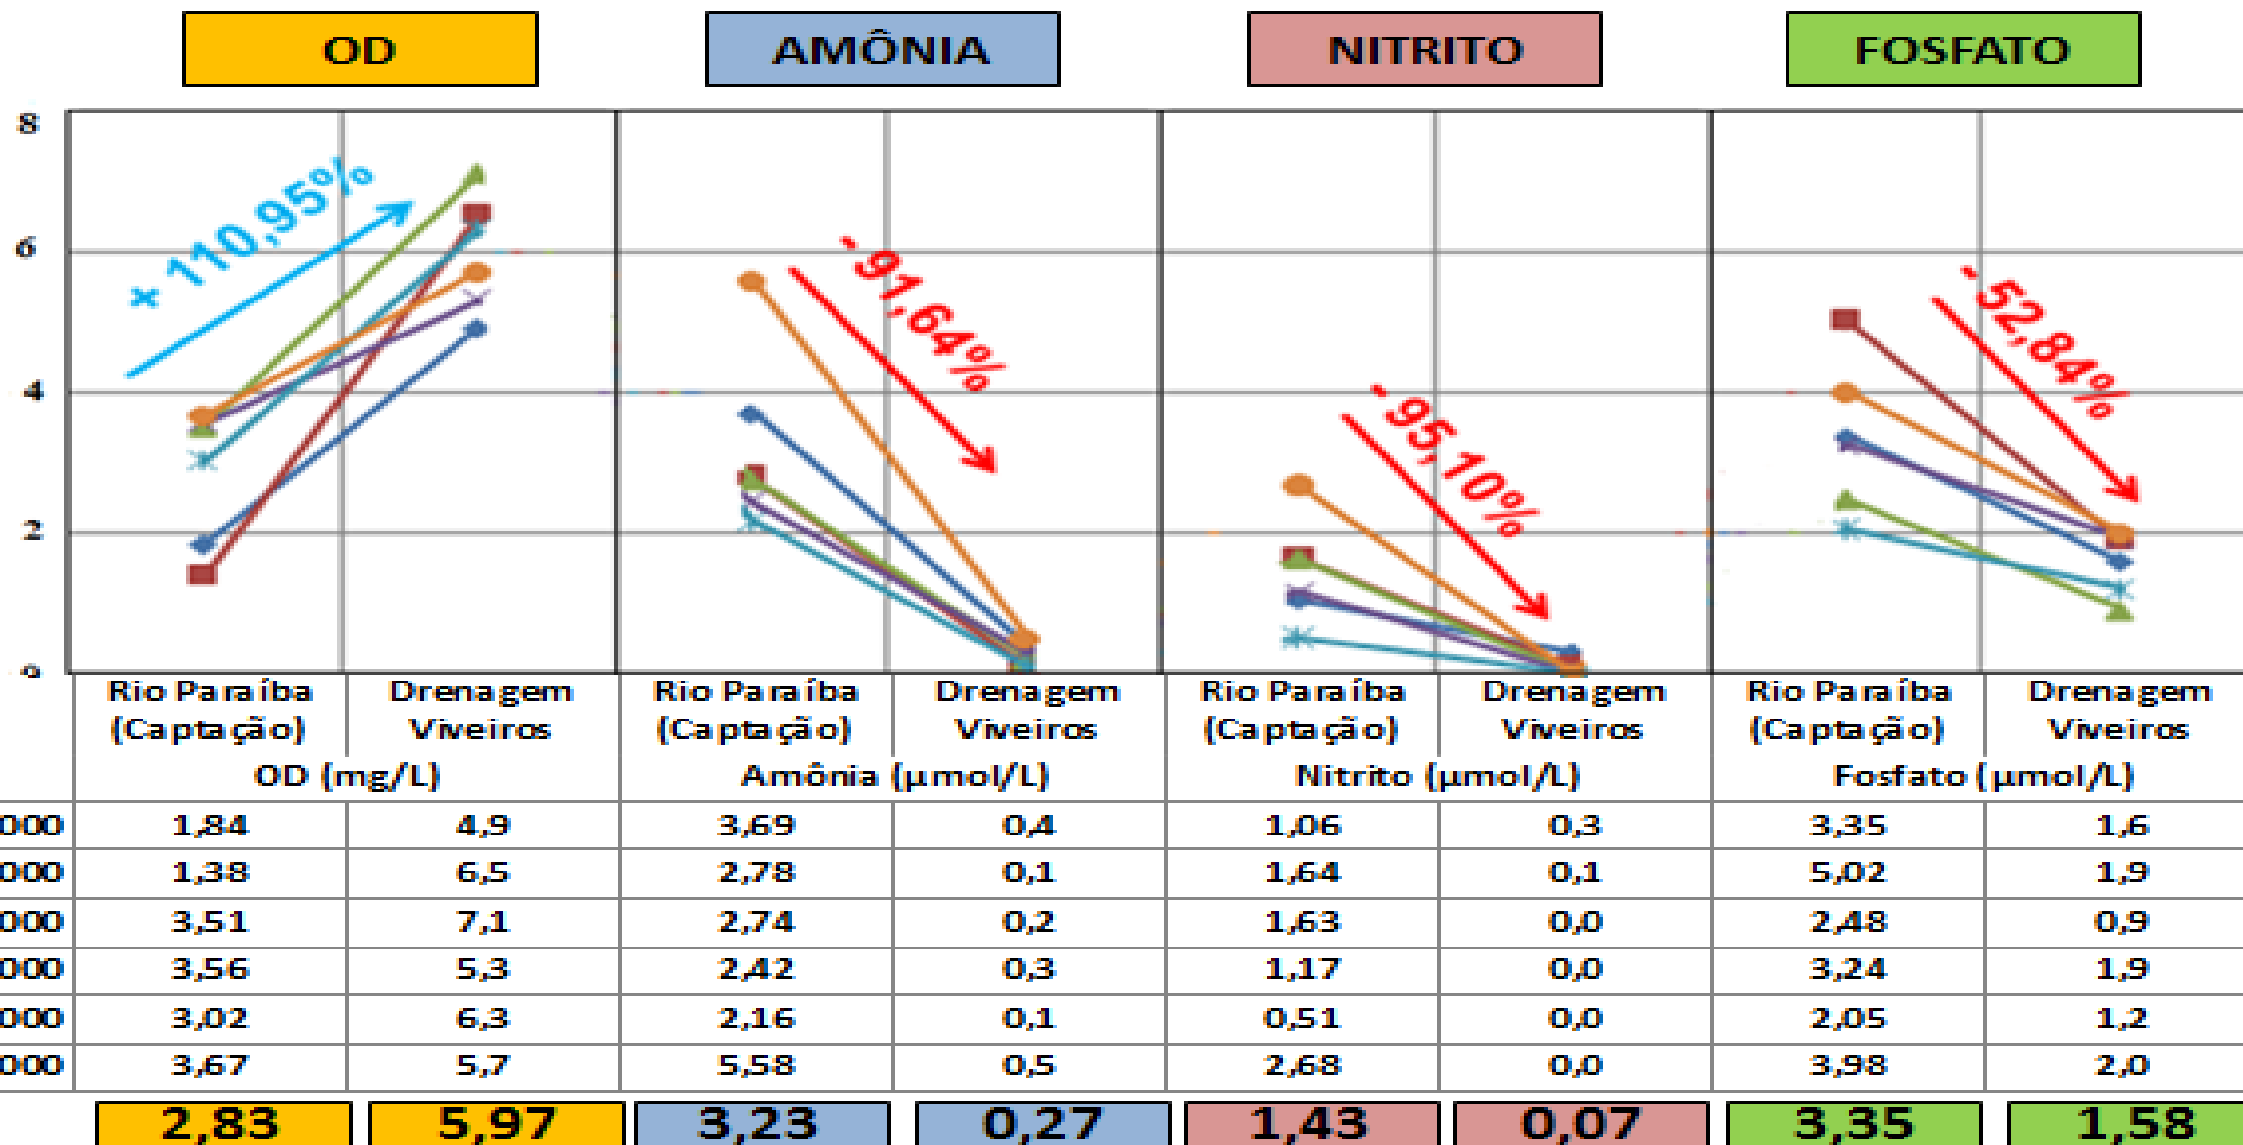 OD AMÔNIA NITRITO FOSFATO
8
6
4
2
0
+ 110,95%
- 91,64%
- 95,10%
- 52,84%
Rio Paraíba Drenagem Rio Paraíba Drenagem Rio Paraíba Drenagem Rio Paraíba Drenagem
(Captação) Viveiros (Captação) Viveiros (Captação) Viveiros (Captação) Viveiros
OD (mg/L) Amônia (µmol/L) Nitrito (µmol/L) Fosfato (µmol/L)
000 1,84 4,9 3,69 0,4 1,06 0,3 3,35 1,6
000 1,38 6,5 2,78 0,1 1,64 0,1 5,02 1,9
000 3,51 7,1 2,74 0,2 1,63 0,0 2,48 0,9
000 3,56 5,3 2,42 0,3 1,17 0,0 3,24 1,9
000 3,02 6,3 2,16 0,1 0,51 0,0 2,05 1,2
000 3,67 5,7 5,58 0,5 2,68 0,0 3,98 2,0
2,83 5,97 3,23 0,27 1,43 0,07 3,35 1,58